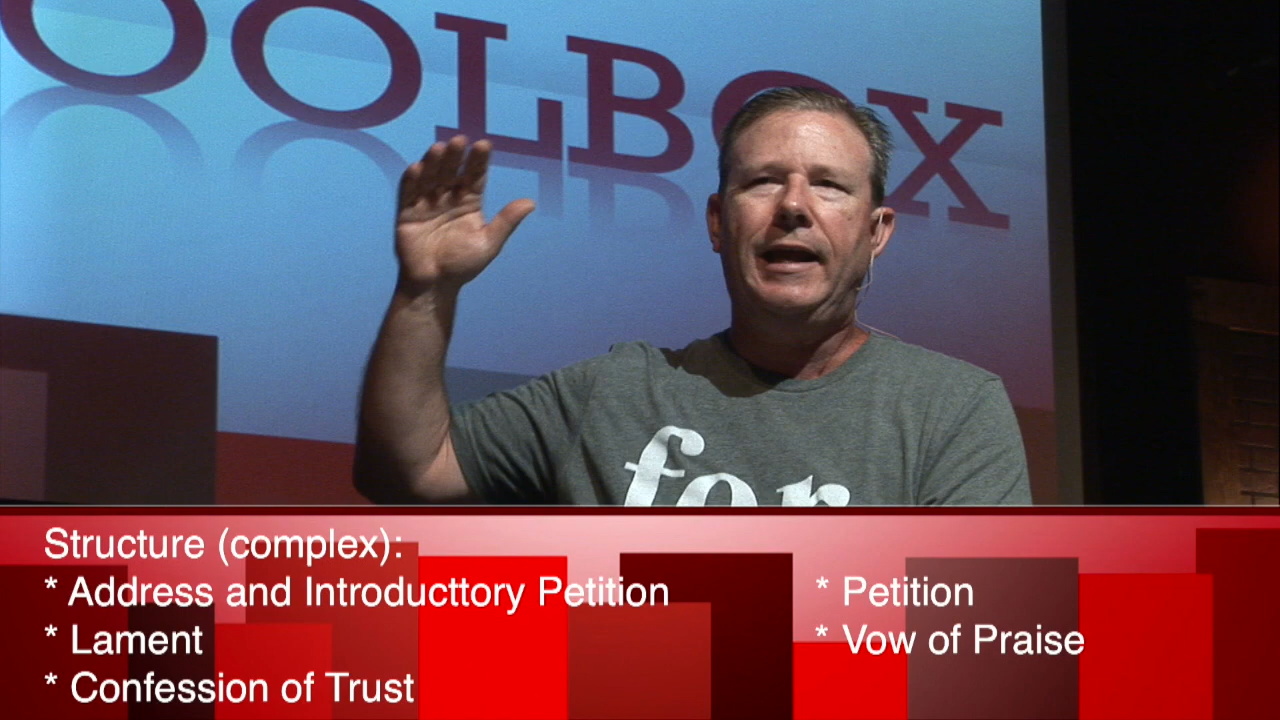 OOLBOX
for
Structure (complex):
* Address and Introducttory Petition
* Lament
* Confession of Trust
* Petition
* Vow of Praise